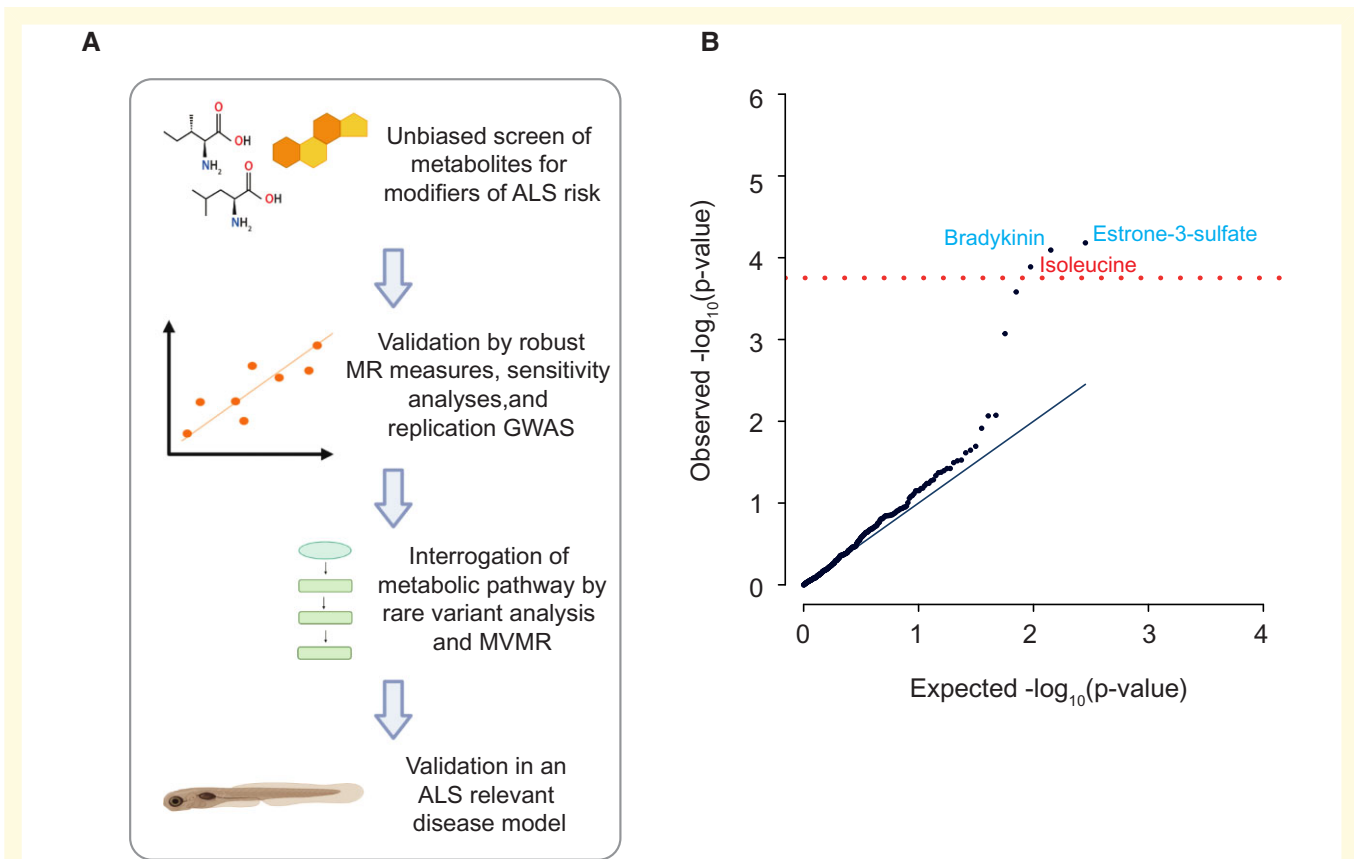 A
O
OH
NH2
O
OH
NH2
Unbiased screen of
metabolites for
modifiers of ALS risk
Validation by robust
MR measures, sensitivity
analyses,and
replication GWAS
Interrogation of
metabolic pathway by
rare variant analysis
and MVMR
Validation in an
ALS relevant
disease model
B
Observed -log10(p-value)
6
5
4
3
2
1
0
Bradykinin
Estrone-3-sulfate
Isoleucine
0 1 2 3 4
Expected -log10(p-value)